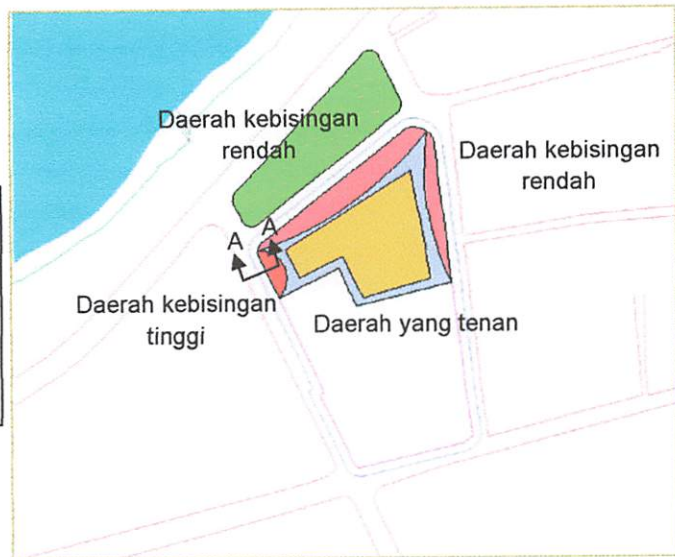 Daerah kebisingan
rendah
Daerah kebisingan
rendah
A
A
Daerah kebisingan
tinggi
Daerah yang tenan